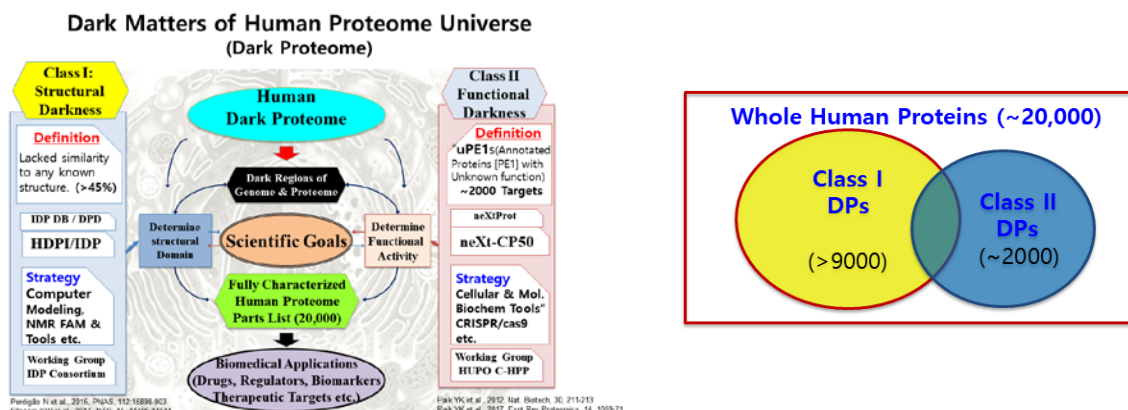 Dark Matters of Human Proteome Universe
(Dark Proteome)
Class I:
Structural
Darkness
Definition
Lacked similarity
to any known
structure. (>45%)
IDP DB / DPD
HDPI/IDP
Strategy
Computer
Modeling,
NMR FAM &
Tools etc.
Working Group
IDP Consortium
Human
Dark Proteome
Dark Regions of
Genome & Proteome
Determine
structural
Domain
Scientific Goals
Determine
Functional
Activity
Fully Characterized
Human Proteome
Parts List (20,000)
Biomedical Applications
(Drugs, Regulators, Biomarkers
Therapeutic Targets etc.)
Class II
Functional
Darkness
Definition
"uPE1s(Annotated
Proteins [PE1] with
Unknown function)
~2000 Targets
neXtProt
neXt-CP50
Strategy
Cellular & Mol.
Biochem Tools"
CRISPR/cas9
etc.
Working Group
HUPO C-HPP
Perdigão N et al., 2015, PNAS, 112:15898-903.
Paik YK et al., 2012. Nat. Biotech. 30, 211-213
Whole Human Proteins (~20,000)
Class I
DPs
(>9000)
Class II
DPs
(~2000)